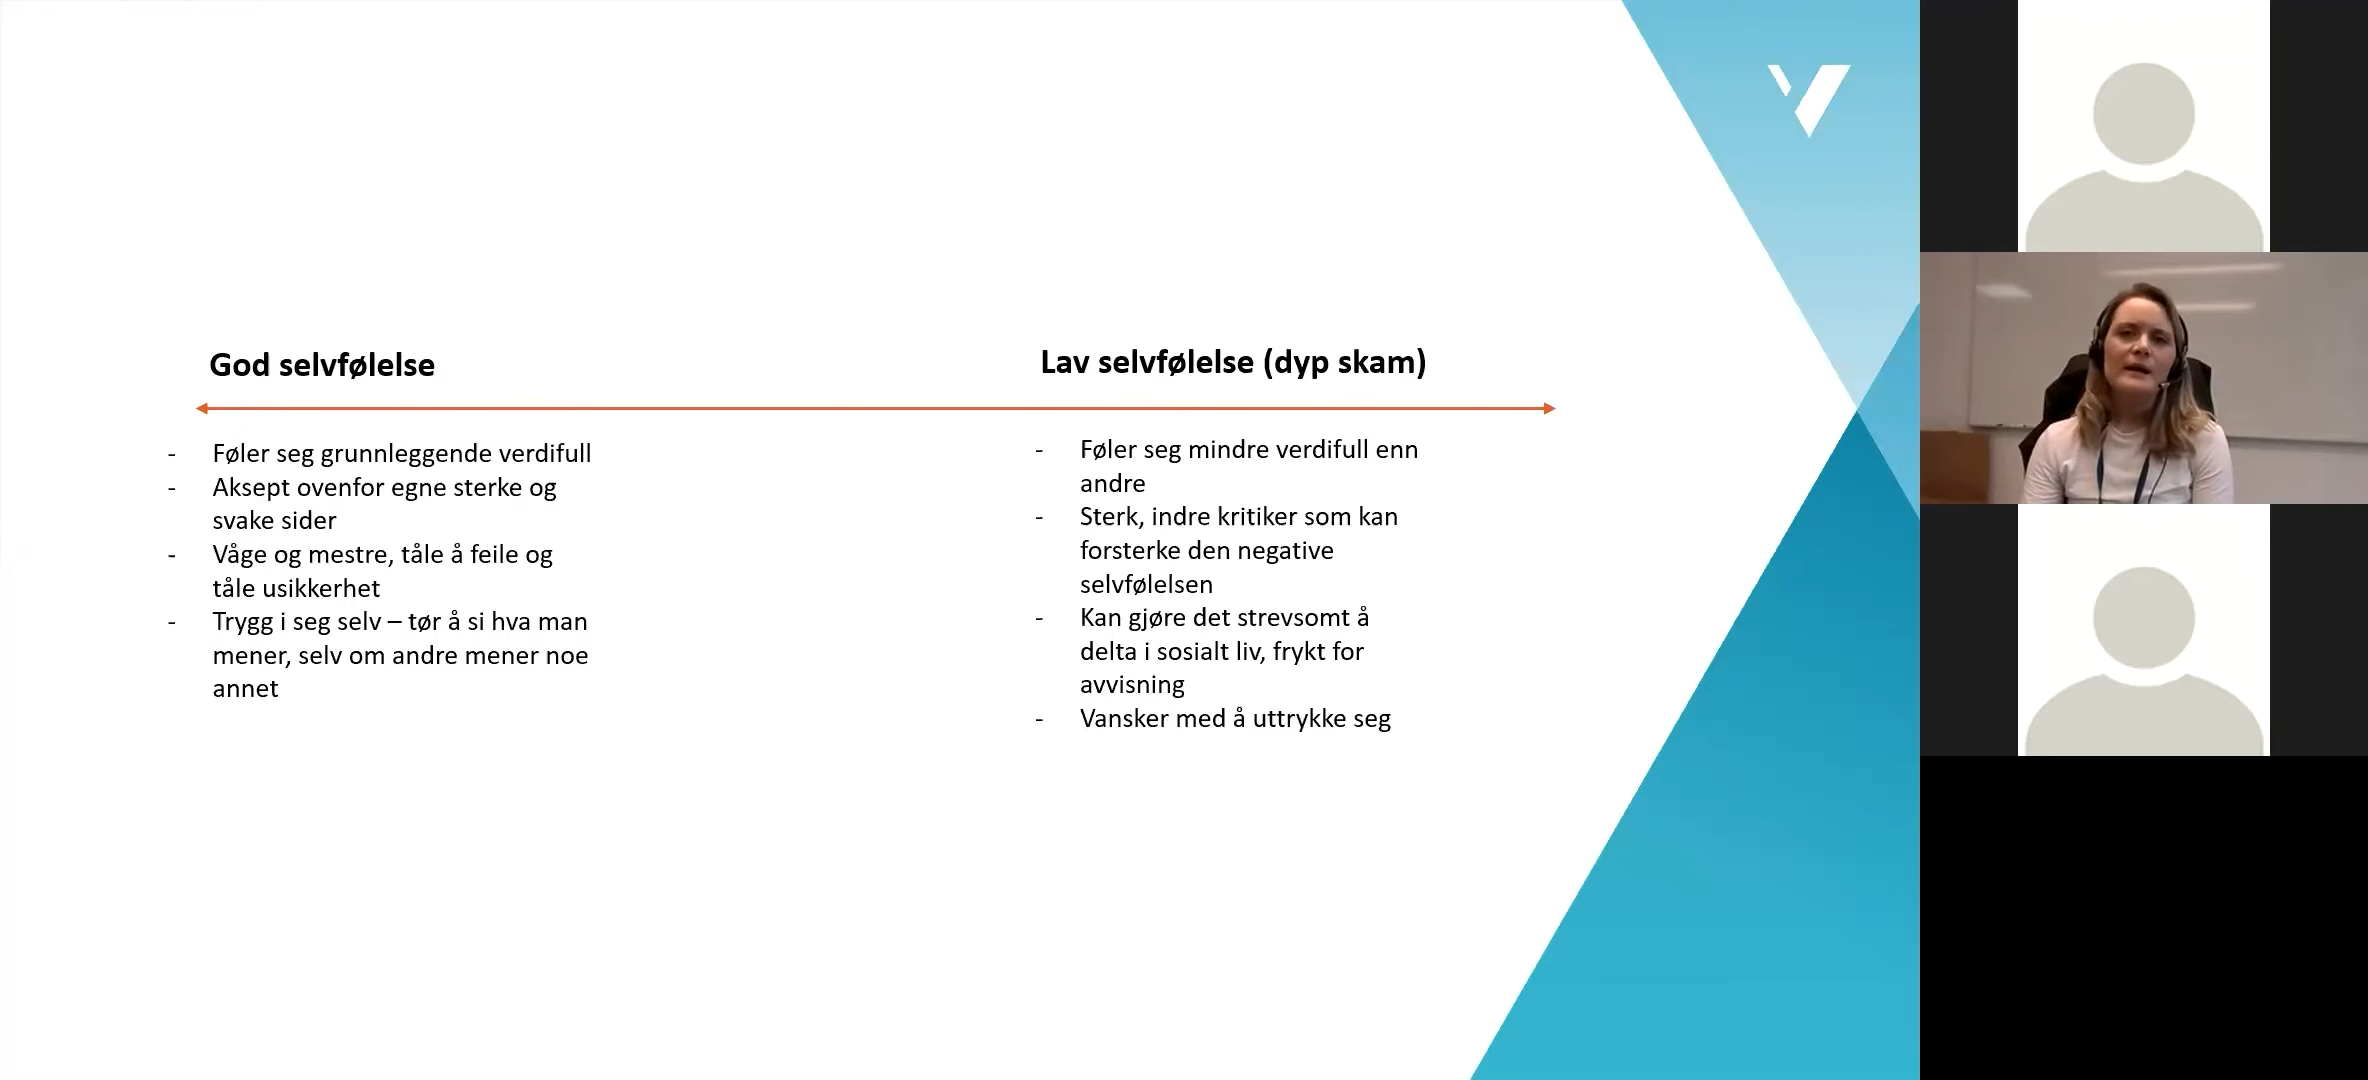 God selvfølelse
- Føler seg grunnleggende verdifull
- Aksept ovenfor egne sterke og
svake sider
- Våge og mestre, tåle å feile og
tåle usikkerhet
- Trygg i seg selv – tør å si hva man
mener, selv om andre mener noe
annet
Lav selvfølelse (dyp skam)
- Føler seg mindre verdifull enn
andre
- Sterk, indre kritiker som kan
forsterke den negative
selvfølelsen
- Kan gjøre det strevsomt å
delta i sosialt liv, frykt for
avvisning
- Vansker med å uttrykke seg